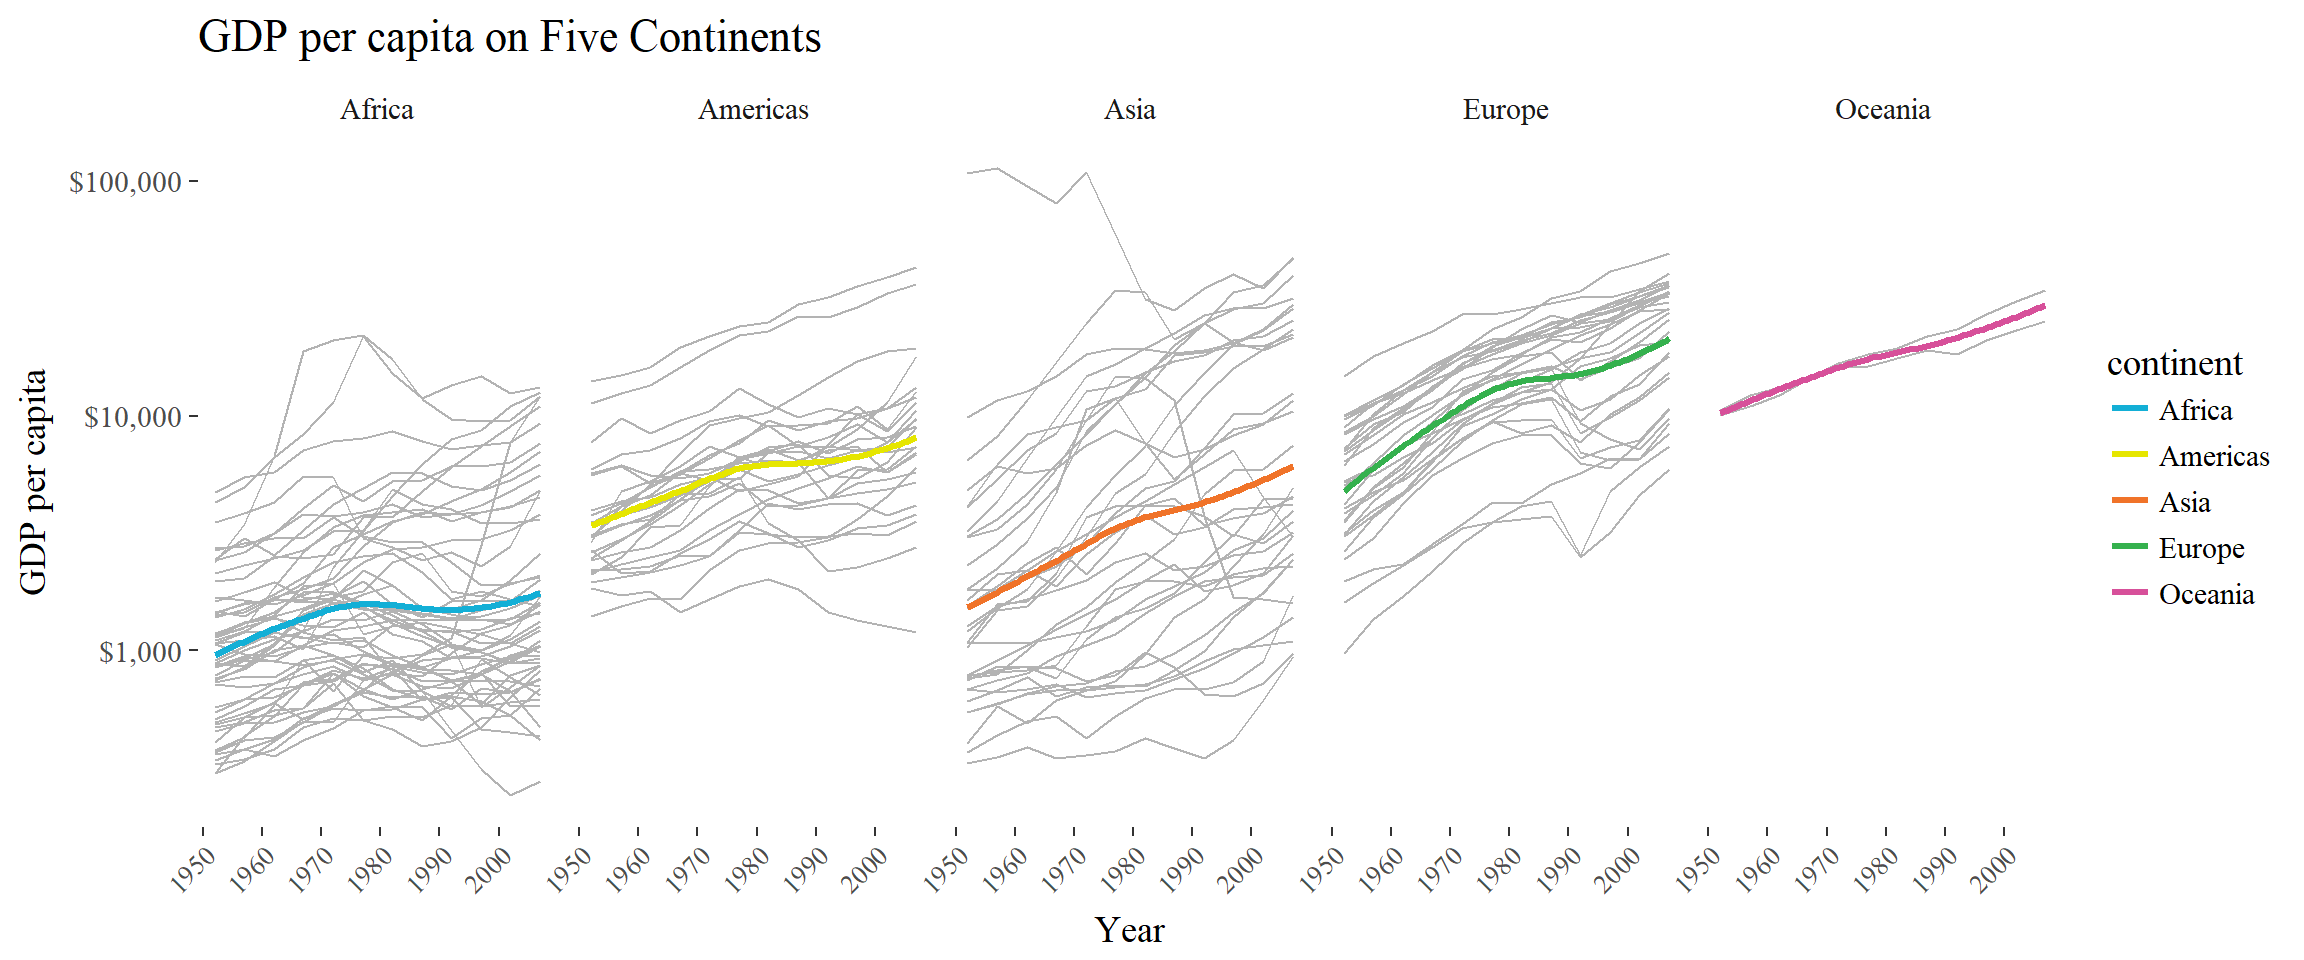 GDP per capita on Five Continents
Africa
Americas
Asia
Europe
Oceania
$100,000
$10,000
$1,000
GDP per capita
1950 1960 1970 1980 1990 2000
1950 1960 1970 1980 1990 2000
1950 1960 1970 1980 1990 2000
1950 1960 1970 1980 1990 2000
1950 1960 1970 1980 1990 2000
Year
continent
Africa
Americas
Asia
Europe
Oceania